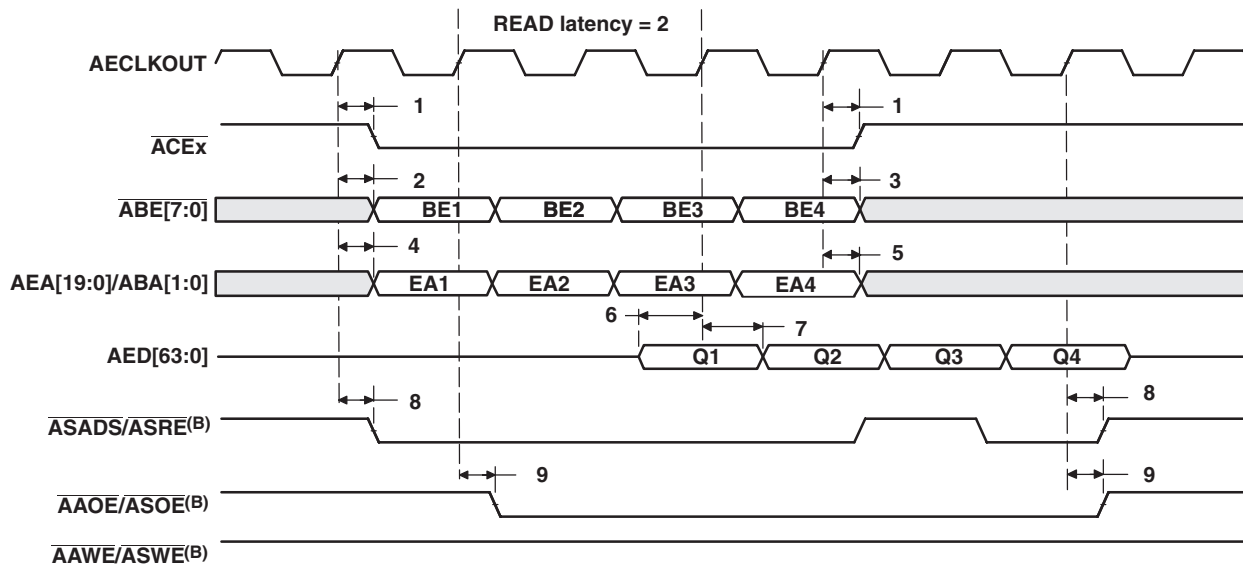 READ latency = 2
AECLKOUT
1 1
ACEx
2 3
ABE[7:0] BE1 BE2 BE3 BE4
4 5
AEA[19:0]/ABA[1:0] EA1 EA2 EA3 EA4
6 7
AED[63:0] Q1 Q2 Q3 Q4
8 8
ASADS/ASRE(B)
9 9
AAOE/ASOE(B)
AAWE/ASWE(B)